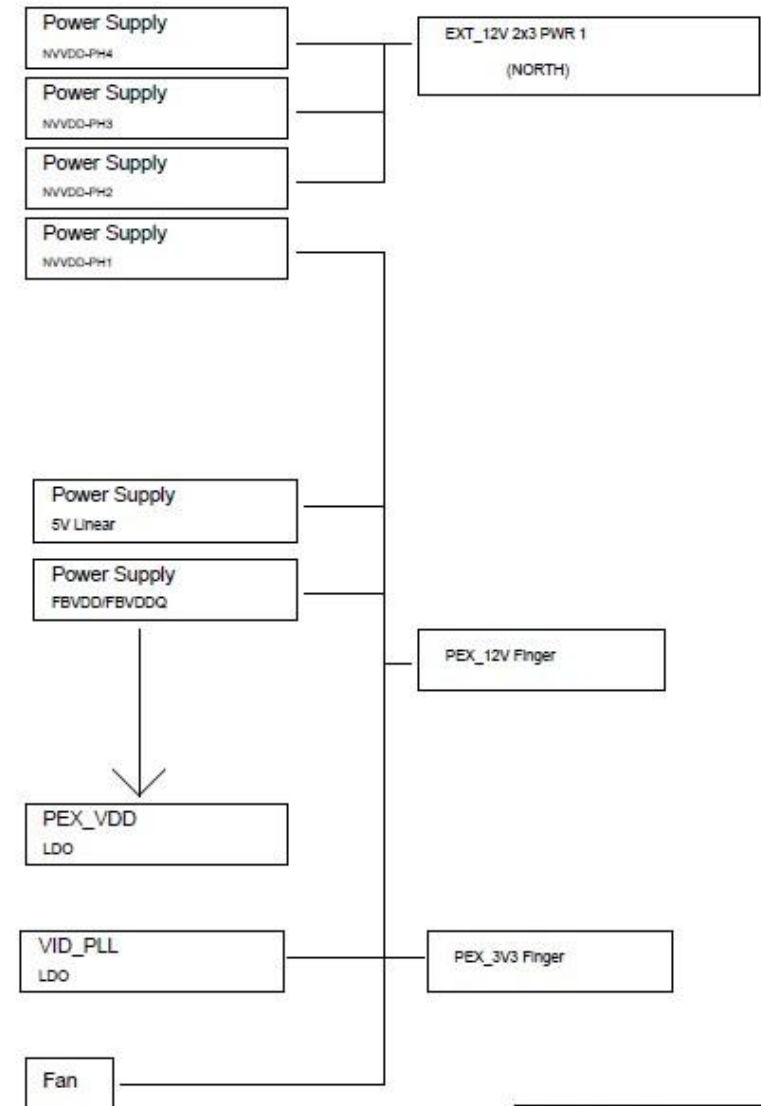 Power Supply
NVVDD-PH4
EXT_12V 2x3 PWR 1
(NORTH)
Power Supply
NVVDD-PH3
Power Supply
NVVDD-PH2
Power Supply
NVVDD-PH1
Power Supply
5V Linear
Power Supply
FBVDD/FBVDDQ
PEX_12V Finger
PEX_VDD
LDO
VID_PLL
LDO
PEX_3V3 Finger
Fan